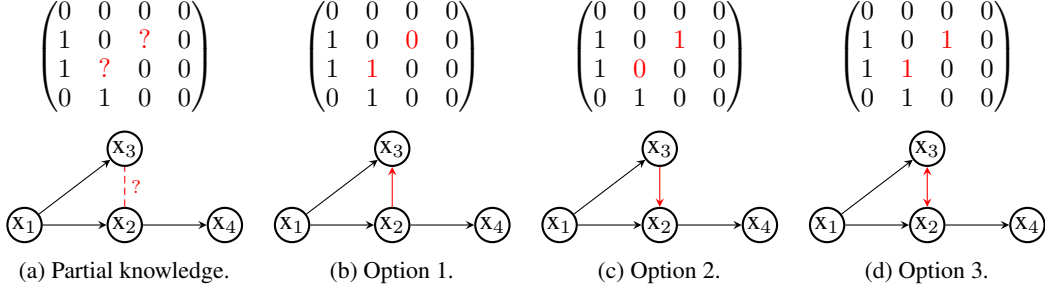 0 0 0 0
1 0 ? 0
1 ? 0 0
0 1 0 0
x3
?
x1
x2
x4
(a) Partial knowledge.
0 0 0 0
1 0 0 0
1 1 0 0
0 1 0 0
x3
x1
x2
x4
(b) Option 1.
0 0 0 0
1 0 1 0
1 0 0 0
0 1 0 0
x3
x1
x2
x4
(c) Option 2.
0 0 0 0
1 0 1 0
1 1 0 0
0 1 0 0
x3
x1
x2
x4
(d) Option 3.